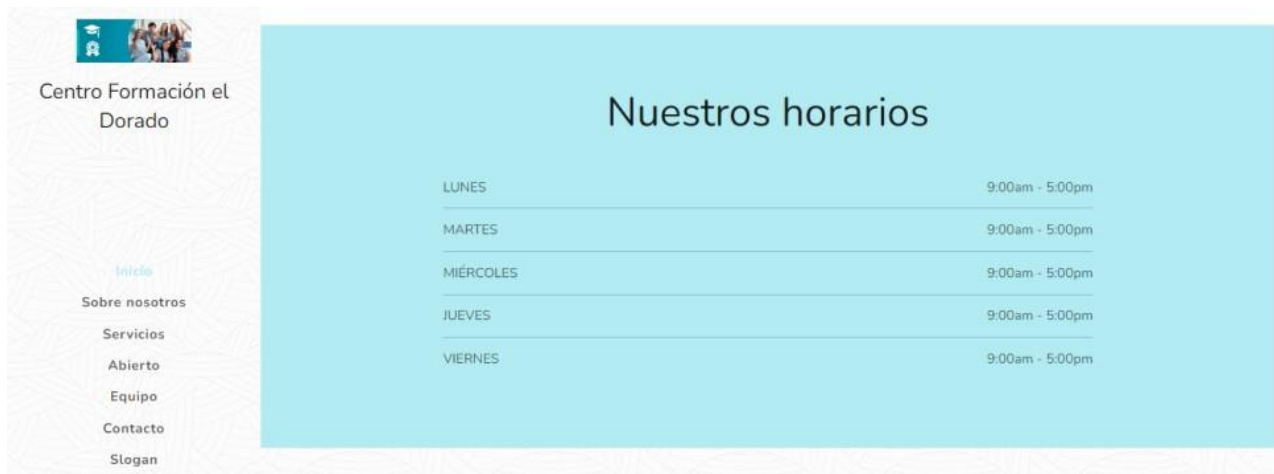 Centro Formación el
Dorado
Inicio
Sobre nosotros
Servicios
Abierto
Equipo
Contacto
Slogan
Nuestros horarios
LUNES 9:00am - 5:00pm
MARTES 9:00am - 5:00pm
MIÉRCOLES 9:00am - 5:00pm
JUEVES 9:00am - 5:00pm
VIERNES 9:00am - 5:00pm